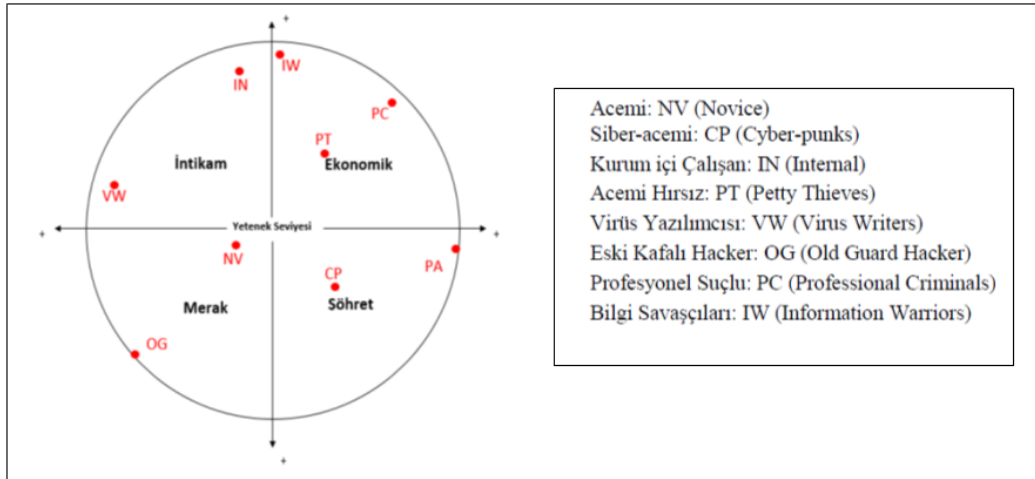 +
IW
IN
PC
PT
İntikam
Ekonomik
VW
+
Yetenek Seviyesi
+
NV
PA
CP
Merak
Söhret
OG
+
Acemi: NV (Novice)
Siber-acemi: CP (Cyber-punks)
Kurum içi Çalışan: IN (Internal)
Acemi Hırsız: PT (Petty Thieves)
Virüs Yazılımcısı: VW (Virus Writers)
Eski Kafalı Hacker: OG (Old Guard Hacker)
Profesyonel Suçlu: PC (Professional Criminals)
Bilgi Savaşçıları: IW (Information Warriors)